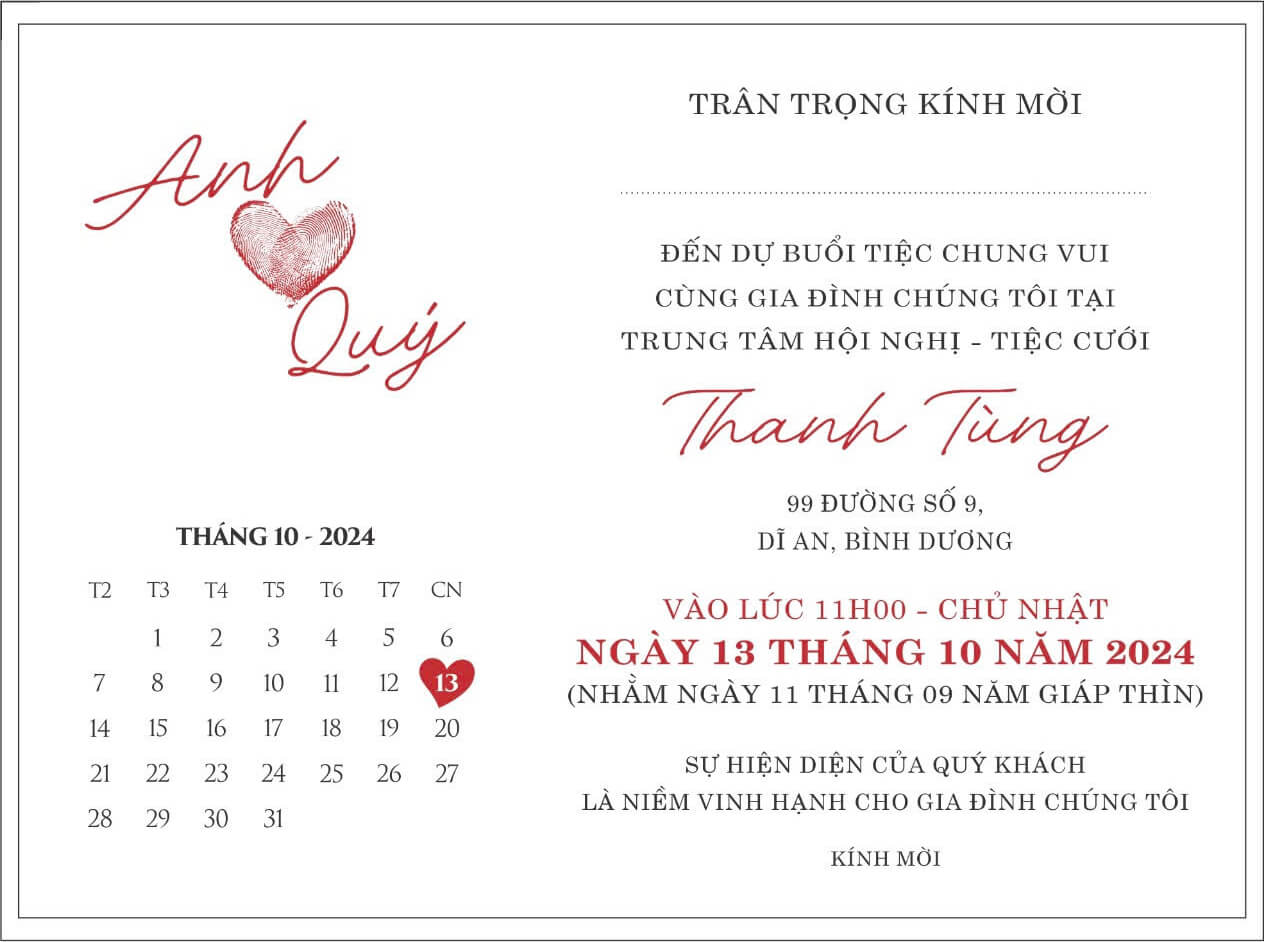 Anh
Quý
THÁNG 10 - 2024
T2 T3 T4 T5 T6 T7 CN
1 2 3 4 5 6
7 8 9 10 11 12 13
14 15 16 17 18 19 20
21 22 23 24 25 26 27
28 29 30 31
TRÂN TRỌNG KÍNH MỜI
ĐẾN DỰ BUỔI TIỆC CHUNG VUI
CÙNG GIA ĐÌNH CHÚNG TÔI TẠI
TRUNG TÂM HỘI NGHỊ - TIỆC CƯỚI
Thanh Tùng
99 ĐƯỜNG SỐ 9,
DĨ AN, BÌNH DƯƠNG
VÀO LÚC 11H00 - CHỦ NHẬT
NGÀY 13 THÁNG 10 NĂM 2024
(NHẰM NGÀY 11 THÁNG 09 NĂM GIÁP THÌN)
SỰ HIỆN DIỆN CỦA QUÝ KHÁCH
LÀ NIỀM VINH HẠNH CHO GIA ĐÌNH CHÚNG TÔI
KÍNH MỜI